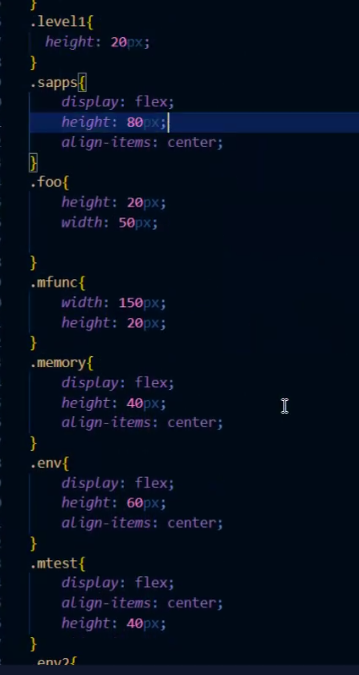 }
.level1{
  height: 20px;
}
.sapps{
    display: flex;
    height: 80px;
    align-items: center;
}
.foo{
    height: 20px;
    width: 50px;

}
.mfunc{
    width: 150px;
    height: 20px;
}
.memory{
    display: flex;
    height: 40px;
    align-items: center;
}
.env{
    display: flex;
    height: 60px;
    align-items: center;
}
.mtest{
    display: flex;
    align-items: center;
    height: 40px;
}
.env2{